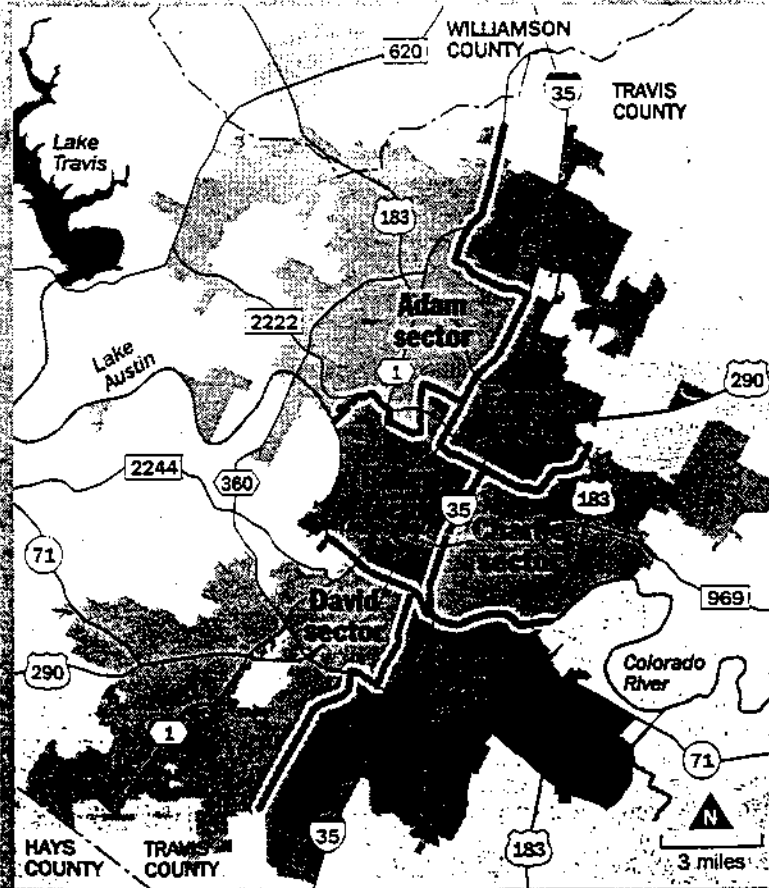 WILLIAMSON
COUNTY
620
35
TRAVIS
COUNTY
Lake
Travis
183
Adam
sector
2222
1
Lake
Austin
290
2244
360
183
35
sector
71
David
sector
969
290
Colorado
River
1
71
N
35
183
3 miles
HAYS
COUNTY
TRAVIS
COUNTY